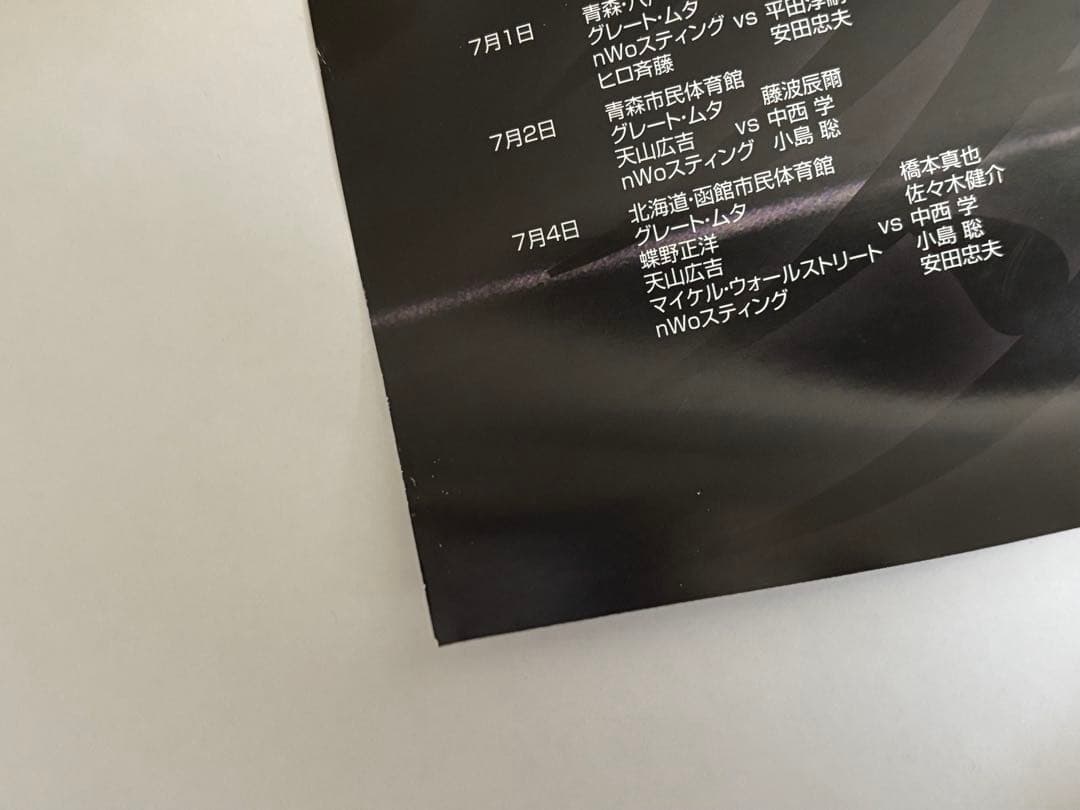 7月1日
青森・八
グレート・ムタ
nWoスティング vs 平田淳嗣
ヒロ斉藤 安田忠夫
7月2日
青森市民体育館
グレート・ムタ 藤波辰爾
天山広吉 vs 中西 学
nWoスティング 小島 聡
7月4日
北海道・函館市民体育館
グレート・ムタ 橋本真也
蝶野正洋 佐々木健介
天山広吉 vs 中西 学
マイケル・ウォールストリート 小島 聡
nWoスティング 安田忠夫